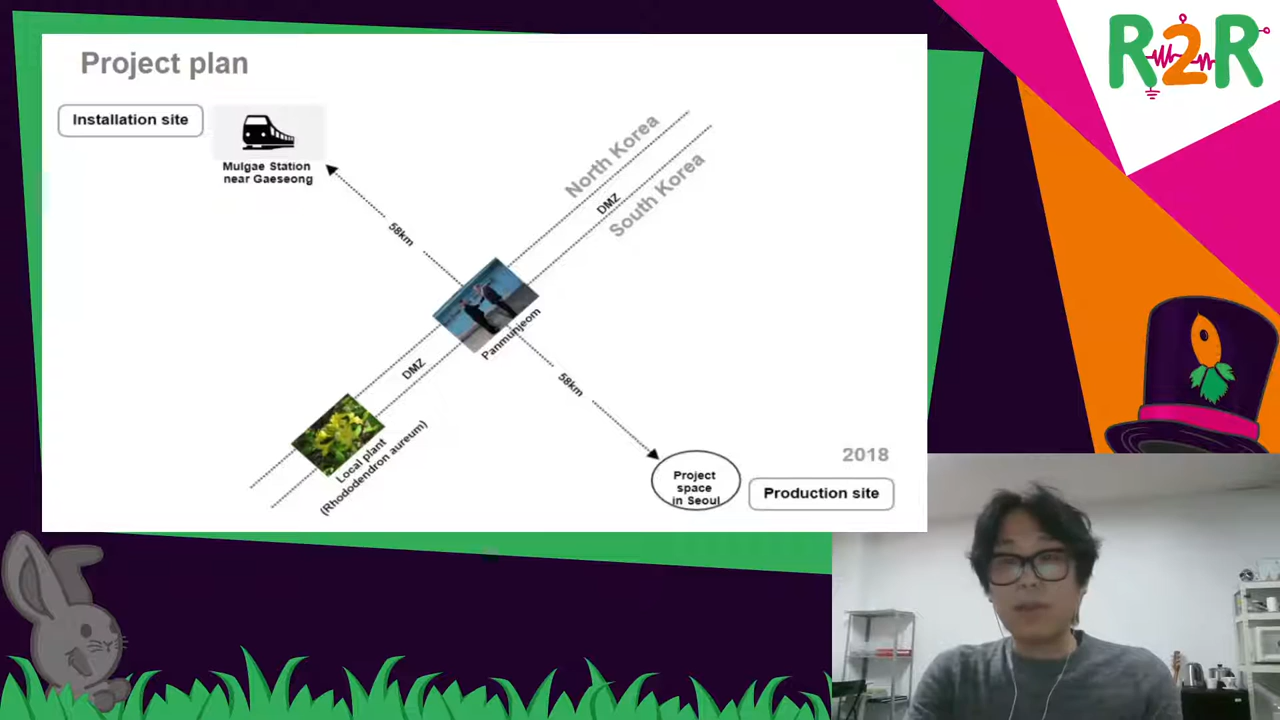 R2R
Project plan
Installation site
Mulgae Station
near Gaeseong
58km
North Korea
DMZ
South Korea
Panmunjeom
DMZ
58km
Local plant
(Rhododendron aureum)
2018
Project
space
in Seoul
Production site